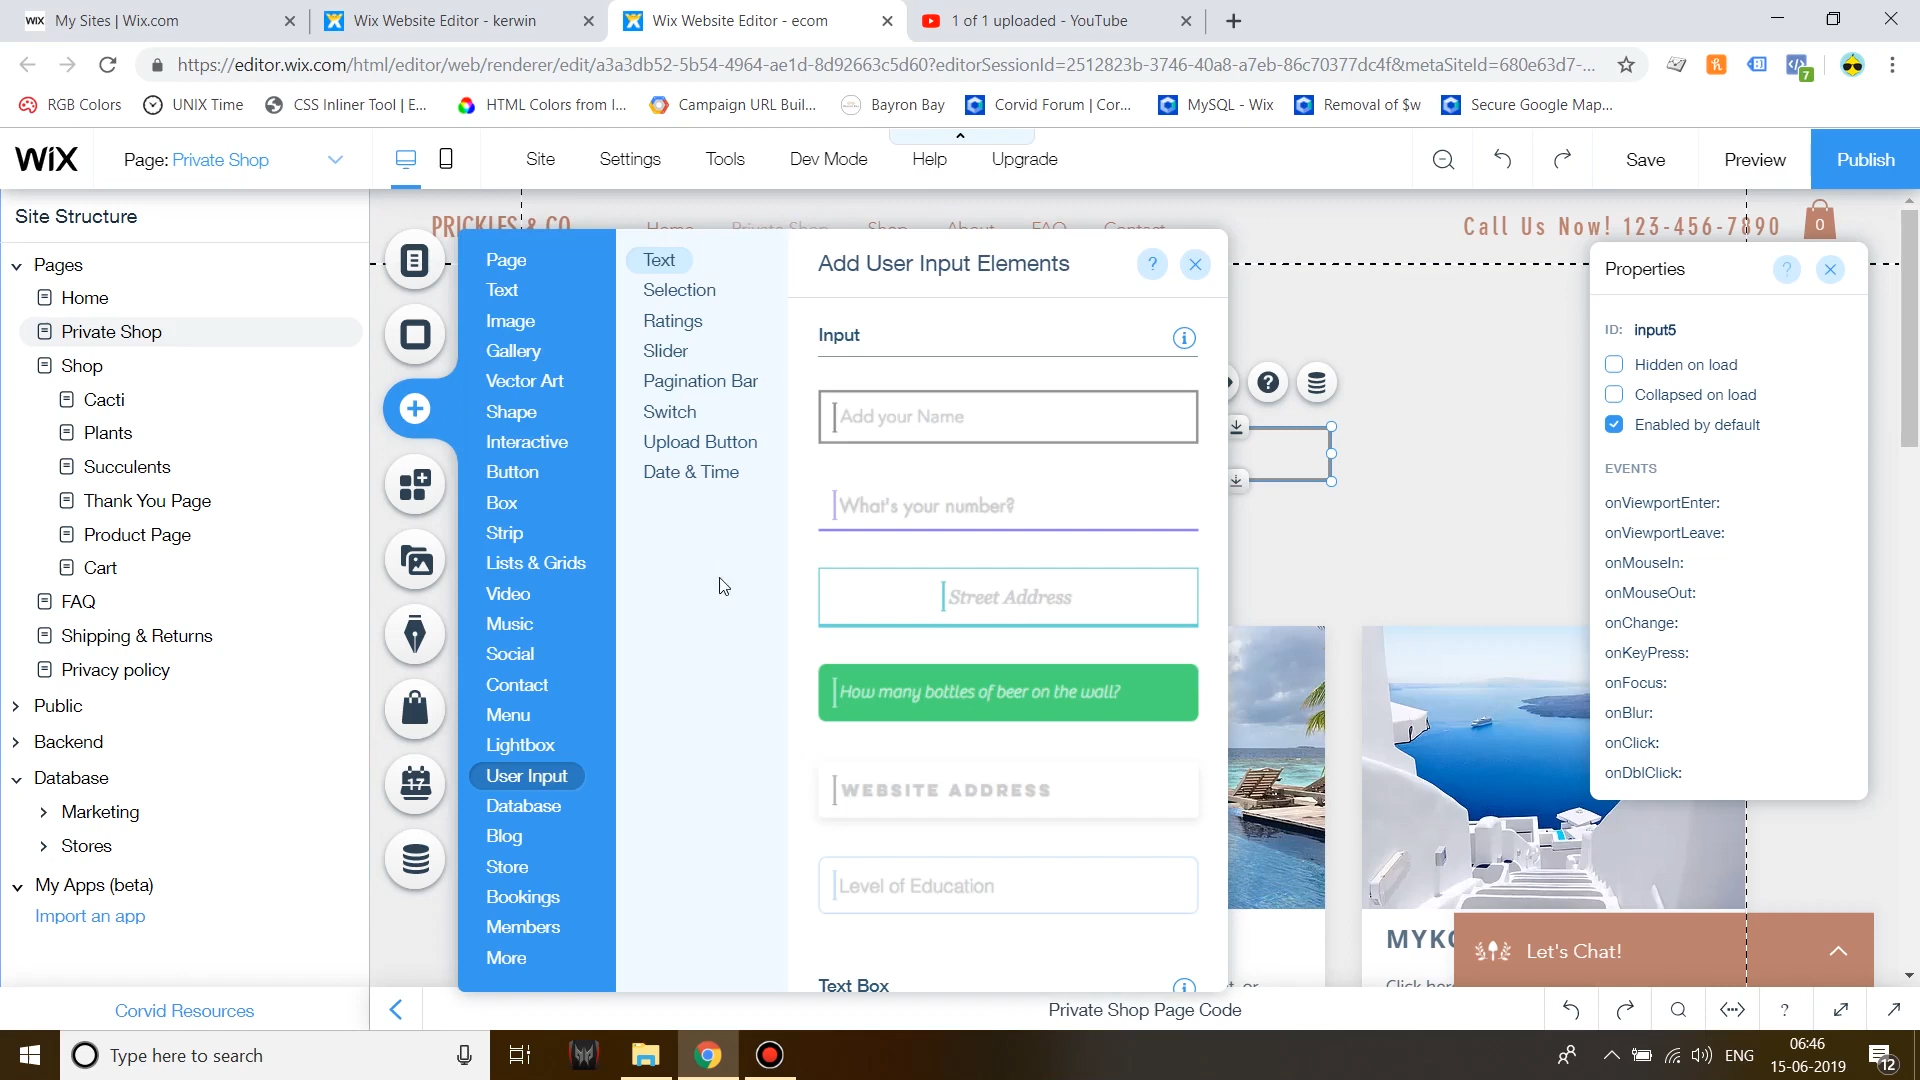 WiX My Sites | Wix.com
Wix Website Editor - kerwin
Wix Website Editor - ecom
1 of 1 uploaded - YouTube
https://editor.wix.com/html/editor/web/renderer/edit/a3a3db52-5b54-4964-ae1d-8d92663c5d60?editorSessionId=2512823b-3746-40a8-a7eb-86c70377dc4f&metaSiteId=680e63d7-...
7
RGB Colors
UNIX Time
CSS Inliner Tool | E...
HTML Colors from I...
Campaign URL Buil...
Bayron Bay
Corvid Forum | Cor...
MySQL - Wix
Removal of $w
Secure Google Map...
WiX
Page: Private Shop
Site
Settings
Tools
Dev Mode
Help
Upgrade
Save
Preview
Publish
Site Structure
Pages
Home
Private Shop
Shop
Cacti
Plants
Succulents
Thank You Page
Product Page
Cart
FAQ
Shipping & Returns
Privacy policy
Public
Backend
Database
Marketing
Stores
My Apps (beta)
Import an app
Corvid Resources
PRICKLES & CO
Home
Private Shop
Shop
About
FAQ
Contact
Call Us Now! 123-456-7890
0
17
Page
Text
Image
Gallery
Vector Art
Shape
Interactive
Button
Box
Strip
Lists & Grids
Video
Music
Social
Contact
Menu
Lightbox
User Input
Database
Blog
Store
Bookings
Members
More
Text
Selection
Ratings
Slider
Pagination Bar
Switch
Upload Button
Date & Time
Add User Input Elements
?
Input
Add your Name
What's your number?
Street Address
How many bottles of beer on the wall?
WEBSITE ADDRESS
Level of Education
Text Box
?
Properties
?
ID: input5
Hidden on load
Collapsed on load
Enabled by default
EVENTS
onViewportEnter:
onViewportLeave:
onMouseIn:
onMouseOut:
onChange:
onKeyPress:
onFocus:
onBlur:
onClick:
onDblClick:
Let's Chat!
Private Shop Page Code
?
Type here to search
ENG
06:46
15-06-2019
12